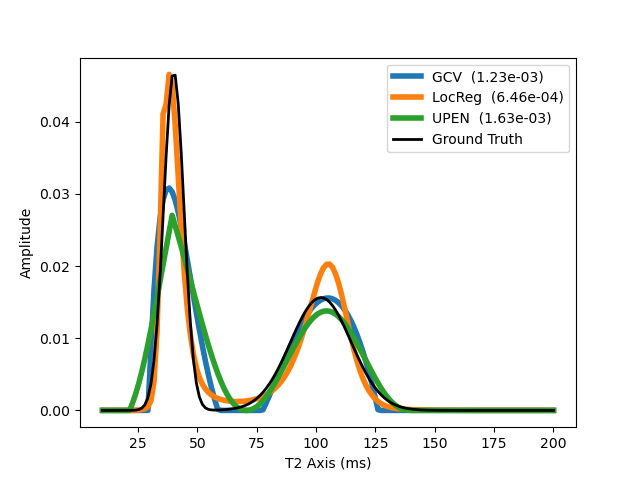 GCV (1.23e-03)
LocReg (6.46e-04)
UPEN (1.63e-03)
Ground Truth
Amplitude
0.04
0.03
0.02
0.01
0.00
25 50 75 100 125 150 175 200
T2 Axis (ms)